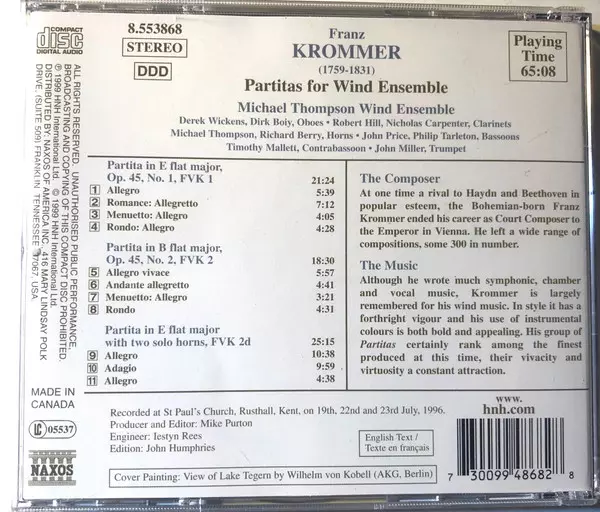 COMPACT
disc
DIGITAL AUDIO
8.553868
STEREO
DDD
Franz
KROMMER
(1759-1831)
Partitas for Wind Ensemble
Playing
Time
65:08
Michael Thompson Wind Ensemble
Derek Wickens, Dirk Boiy, Oboes • Robert Hill, Nicholas Carpenter, Clarinets
Michael Thompson, Richard Berry, Horns • John Price, Philip Tarleton, Bassoons
Timothy Mallett, Contrabassoon • John Miller, Trumpet
ALL RIGHTS RESERVED. UNAUTHORISED PUBLIC PERFORMANCE,
BROADCASTING AND COPYING OF THIS COMPACT DISC PROHIBITED.
℗ 1999 HNH International Ltd. © 1999 HNH International Ltd.
DISTRIBUTED BY: NAXOS OF AMERICA INC. 416 MARY LINDSAY POLK
DRIVE, (SUITE 509) FRANKLIN, TENNESSEE 37067, USA
Partita in E flat major,
Op. 45, No. 1, FVK 1 21:24
1 Allegro 5:39
2 Romance: Allegretto 7:12
3 Menuetto: Allegro 4:05
4 Rondo: Allegro 4:28
Partita in B flat major,
Op. 45, No. 2, FVK 2 18:30
5 Allegro vivace 5:57
6 Andante allegretto 4:41
7 Menuetto: Allegro 3:21
8 Rondo 4:31
Partita in E flat major
with two solo horns, FVK 2d 25:15
9 Allegro 10:38
10 Adagio 9:59
11 Allegro 4:38
The Composer
At one time a rival to Haydn and Beethoven in
popular esteem, the Bohemian-born Franz
Krommer ended his career as Court Composer to
the Emperor in Vienna. He left a wide range of
compositions, some 300 in number.
The Music
Although he wrote much symphonic, chamber
and vocal music, Krommer is largely
remembered for his wind music. In style it has a
forthright vigour and his use of instrumental
colours is both bold and appealing. His group of
Partitas certainly rank among the finest
produced at this time, their vivacity and
virtuosity a constant attraction.
MADE IN
CANADA
LC 05537
NAXOS
Recorded at St Paul's Church, Rusthall, Kent, on 19th, 22nd and 23rd July, 1996.
Producer and Editor: Mike Purton
Engineer: Iestyn Rees
Edition: John Humphries
English Text /
Texte en français
www.
hnh.com
Cover Painting: View of Lake Tegern by Wilhelm von Kobell (AKG, Berlin)
7 30099 48682 8